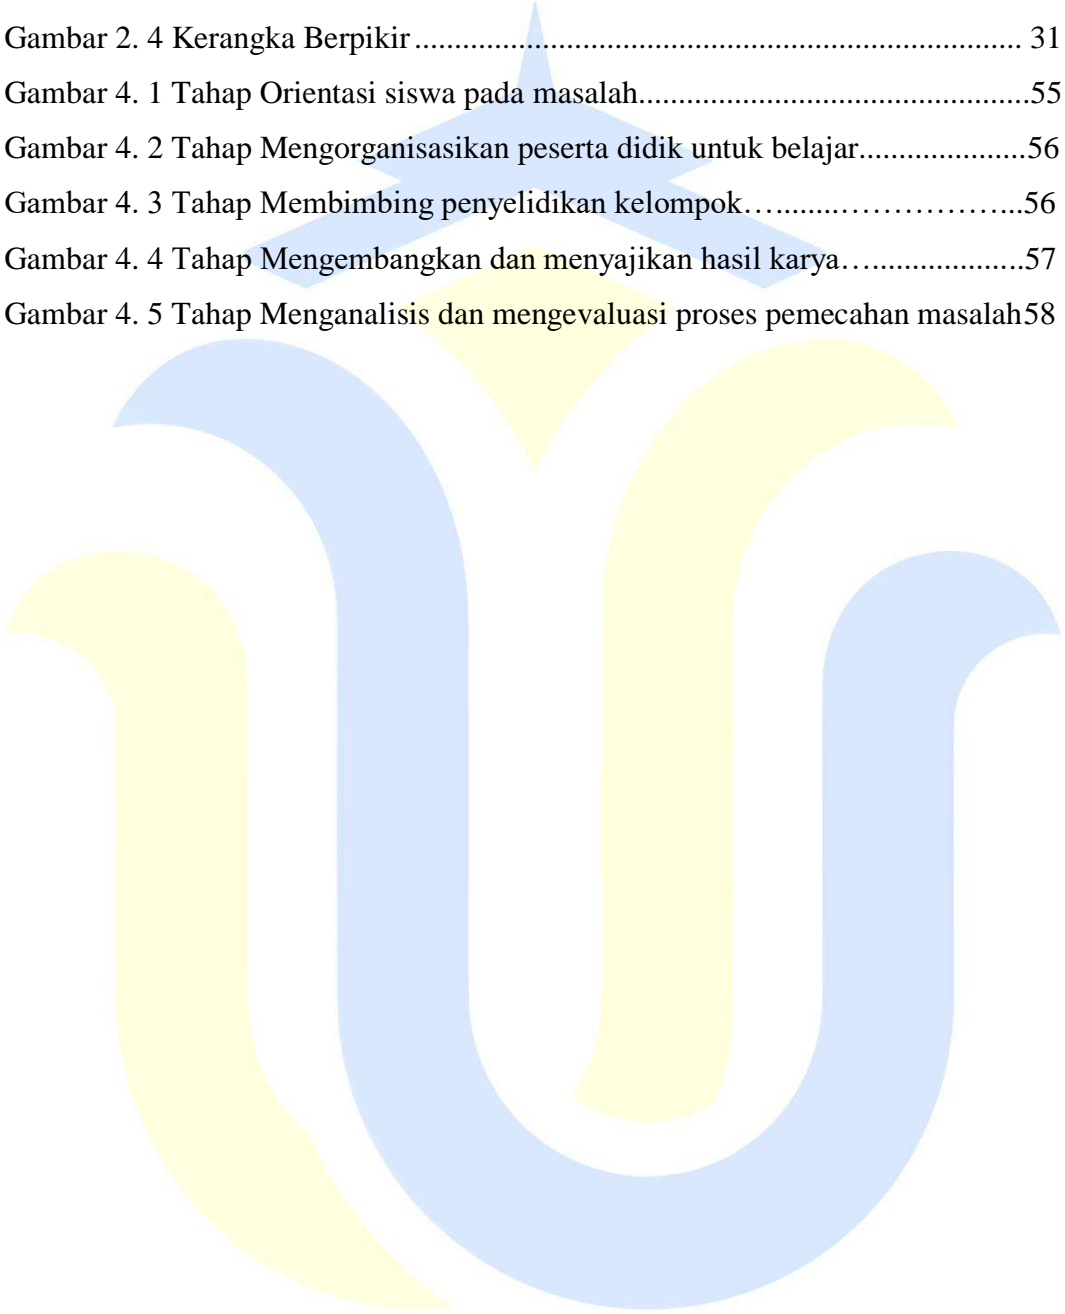 Gambar 2. 4 Kerangka Berpikir............................................................................. 31
Gambar 4. 1 Tahap Orientasi siswa pada masalah.................................................55
Gambar 4. 2 Tahap Mengorganisasikan peserta didik untuk belajar.....................56
Gambar 4. 3 Tahap Membimbing penyelidikan kelompok….........………………...56
Gambar 4. 4 Tahap Mengembangkan dan menyajikan hasil karya…....................57
Gambar 4. 5 Tahap Menganalisis dan mengevaluasi proses pemecahan masalah58